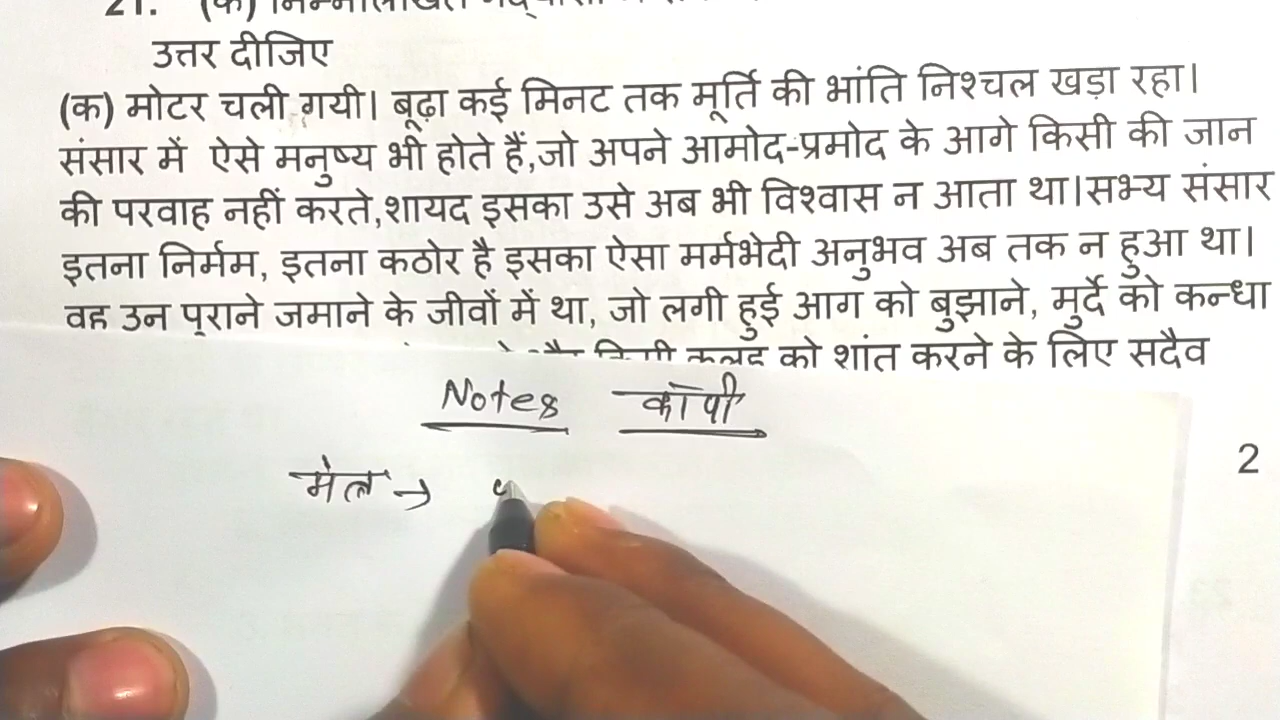 21. (क)
उत्तर दीजिए
(क) मोटर चली गयी। बूढ़ा कई मिनट तक मूर्ति की भांति निश्चल खड़ा रहा।
संसार में ऐसे मनुष्य भी होते हैं,जो अपने आमोद-प्रमोद के आगे किसी की जान
की परवाह नहीं करते,शायद इसका उसे अब भी विश्वास न आता था।सभ्य संसार
इतना निर्मम, इतना कठोर है इसका ऐसा मर्मभेदी अनुभव अब तक न हुआ था।
वह उन पुराने जमाने के जीवों में था, जो लगी हुई आग को बुझाने, मुर्दे को कन्धा
को शांत करने के लिए सदैव
Notes कॉपी
2
मेल →